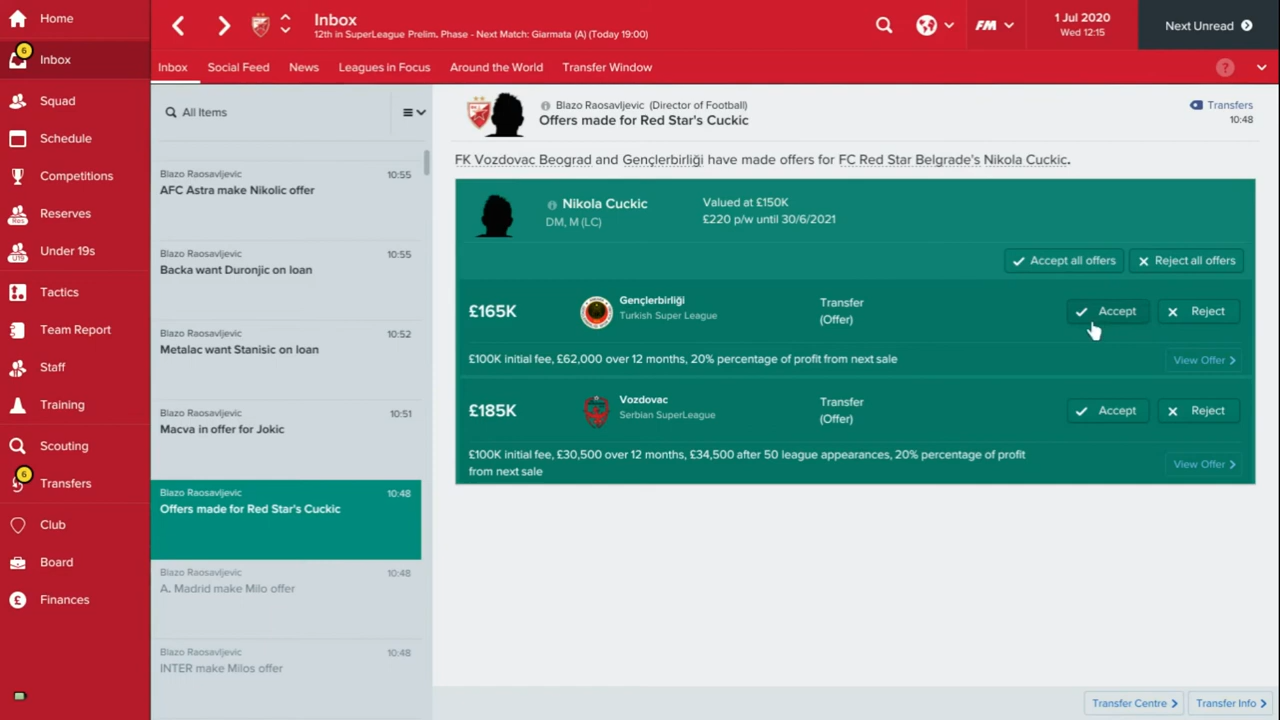 Home
6
Inbox
Squad
Schedule
Competitions
Reserves
Under 19s
Tactics
Team Report
Staff
Training
Scouting
6
Transfers
Club
Board
Finances
Inbox
12th in SuperLeague Prelim. Phase - Next Match: Giarmata (A) (Today 19:00)
FM
1 Jul 2020
Wed 12:15
Next Unread
Inbox
Social Feed
News
Leagues in Focus
Around the World
Transfer Window
?
All Items
Blazo Raosavljevic 10:55
AFC Astra make Nikolic offer
Blazo Raosavljevic 10:55
Backa want Duronjic on loan
Blazo Raosavljevic 10:52
Metalac want Stanisic on loan
Blazo Raosavljevic 10:51
Macva in offer for Jokic
Blazo Raosavljevic 10:48
Offers made for Red Star's Cuckic
Blazo Raosavljevic 10:48
A. Madrid make Milo offer
Blazo Raosavljevic 10:48
INTER make Milos offer
Blazo Raosavljevic (Director of Football)
Offers made for Red Star's Cuckic
Transfers
10:48
FK Vozdovac Beograd and Gençlerbirliği have made offers for FC Red Star Belgrade's Nikola Cuckic.
Nikola Cuckic
DM, M (LC)
Valued at £150K
£220 p/w until 30/6/2021
Accept all offers
Reject all offers
£165K
Gençlerbirliği
Turkish Super League
Transfer
(Offer)
Accept
Reject
£100K initial fee, £62,000 over 12 months, 20% percentage of profit from next sale
View Offer >
£185K
Vozdovac
Serbian SuperLeague
Transfer
(Offer)
Accept
Reject
£100K initial fee, £30,500 over 12 months, £34,500 after 50 league appearances, 20% percentage of profit
from next sale
View Offer >
Transfer Centre >
Transfer Info >